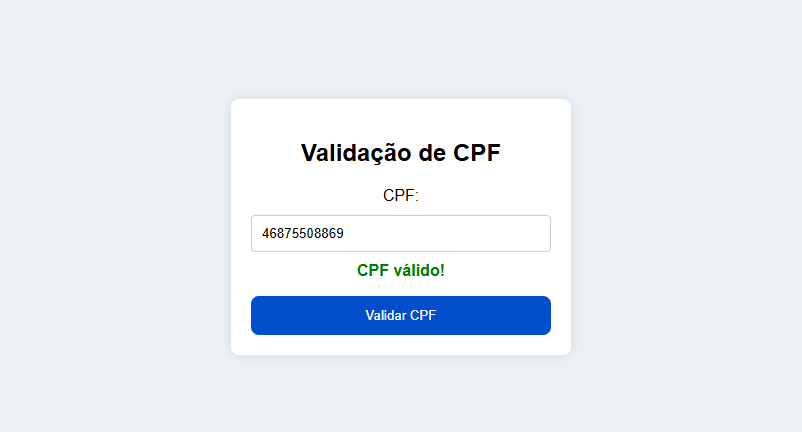 Validação de CPF
CPF:
46875508869
CPF válido!
Validar CPF